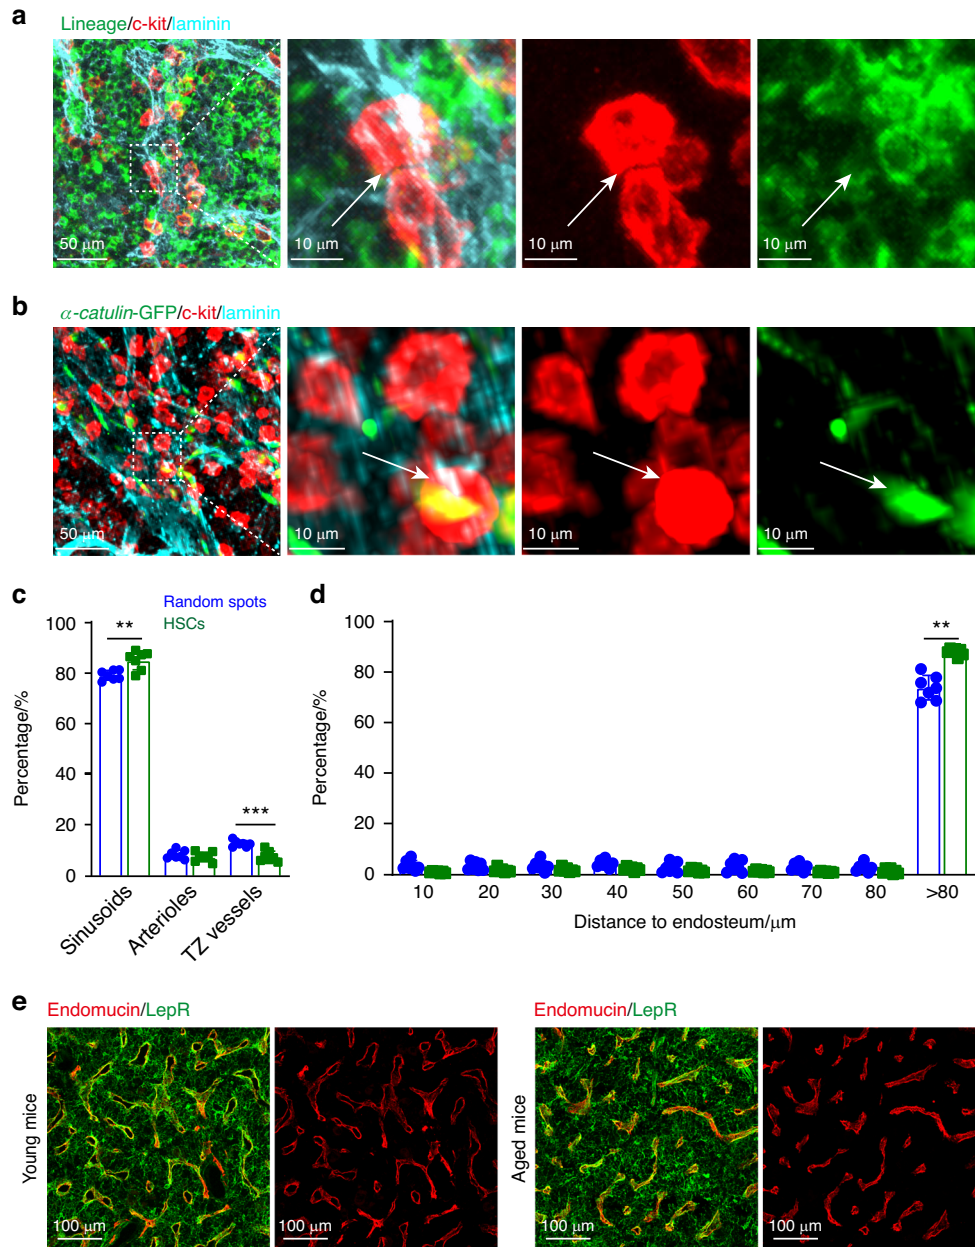 a
Lineage/c-kit/laminin
50 μm
10 μm
10 μm
10 μm
b
α-catulin-GFP/c-kit/laminin
50 μm
10 μm
10 μm
10 μm
c
Random spots
HSCs
Percentage/%
100
80
60
40
20
0
**
***
Sinusoids
Arterioles
TZ vessels
d
Percentage/%
100
80
60
40
20
0
**
10 20 30 40 50 60 70 80 >80
Distance to endosteum/μm
e
Endomucin/LepR
Young mice
100 μm
100 μm
Endomucin/LepR
Aged mice
100 μm
100 μm